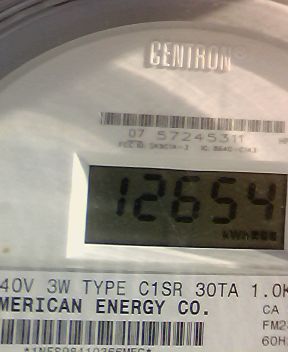 CENTRON®
07 57245311
12654
kWh
40V 3W TYPE C1SR 30TA 1.0K
MERICAN ENERGY CO.
CA
FM2
60H